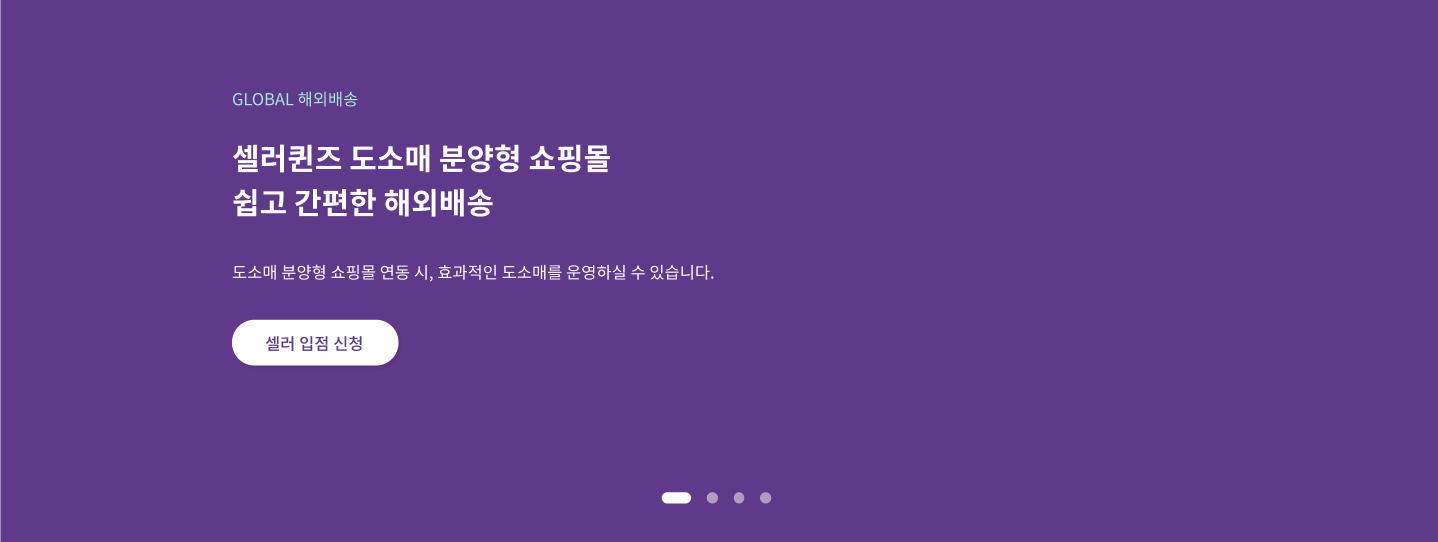 GLOBAL 해외배송
셀러퀸즈 도소매 분양형 쇼핑몰
쉽고 간편한 해외배송
도소매 분양형 쇼핑몰 연동 시, 효과적인 도소매를 운영하실 수 있습니다.
셀러 입점 신청